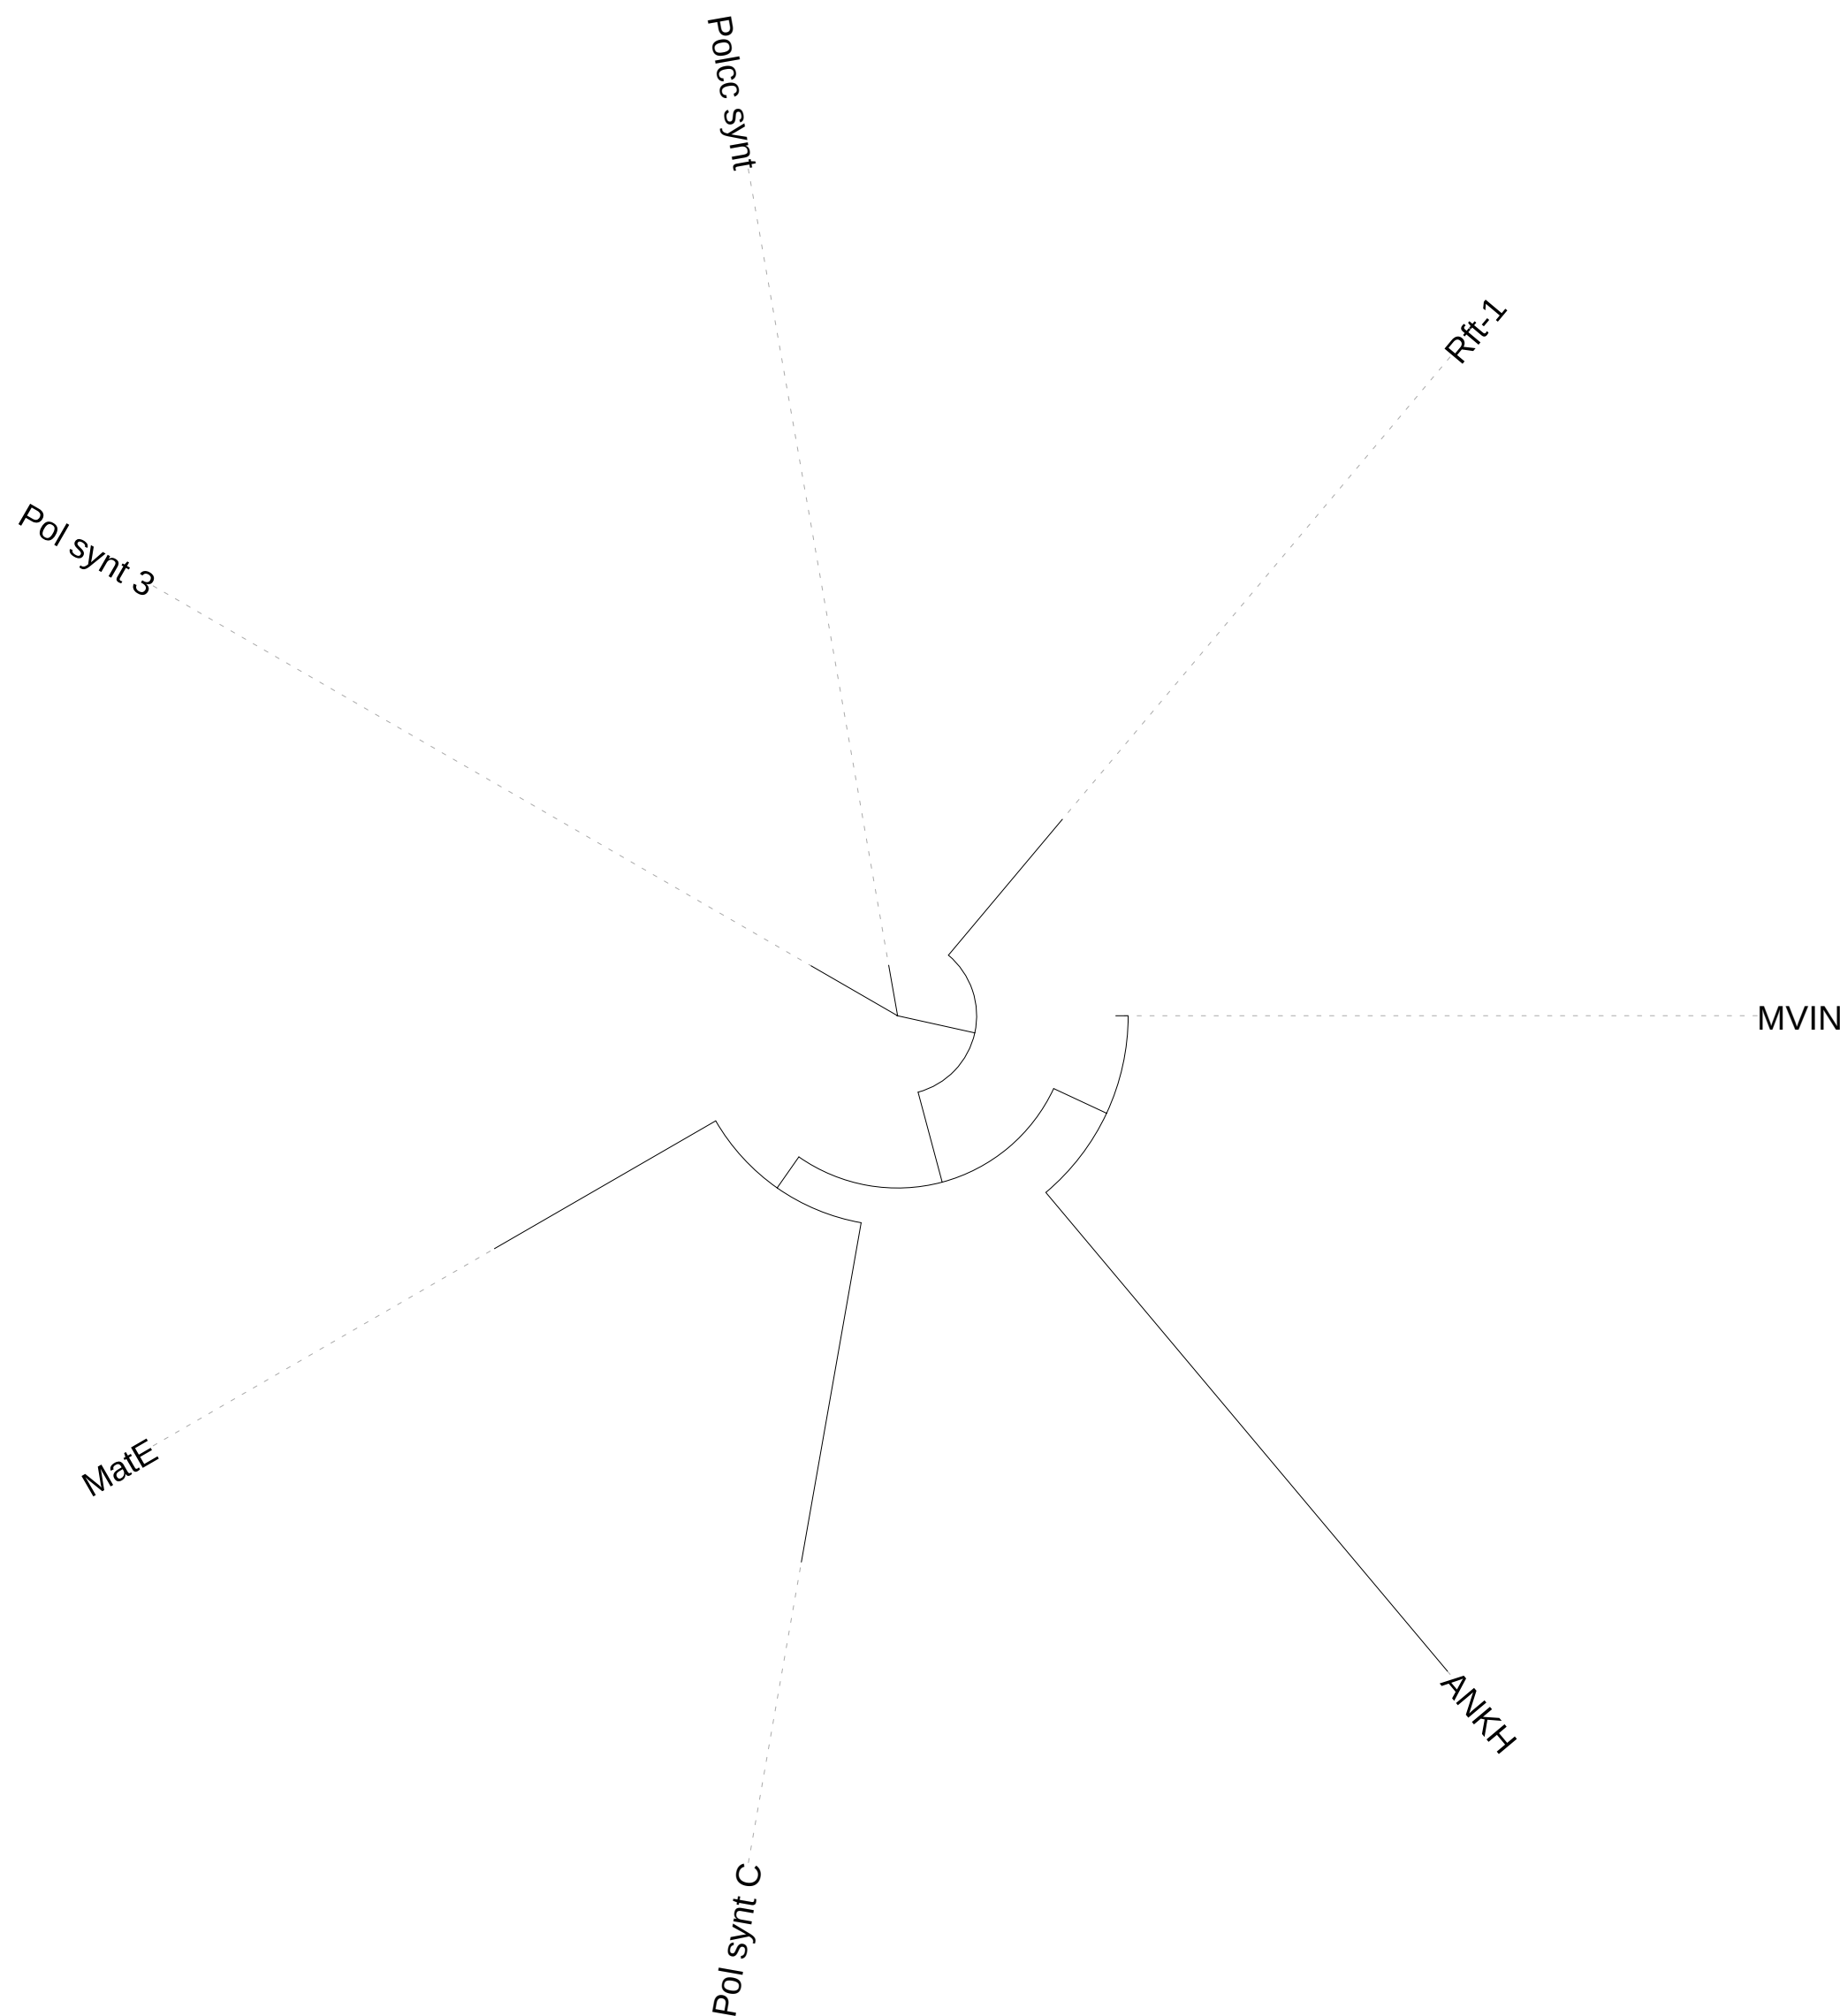 Polcc synt
Rft-1
Pol synt 3
MVIN
MatE
ANKH
Pol synt C